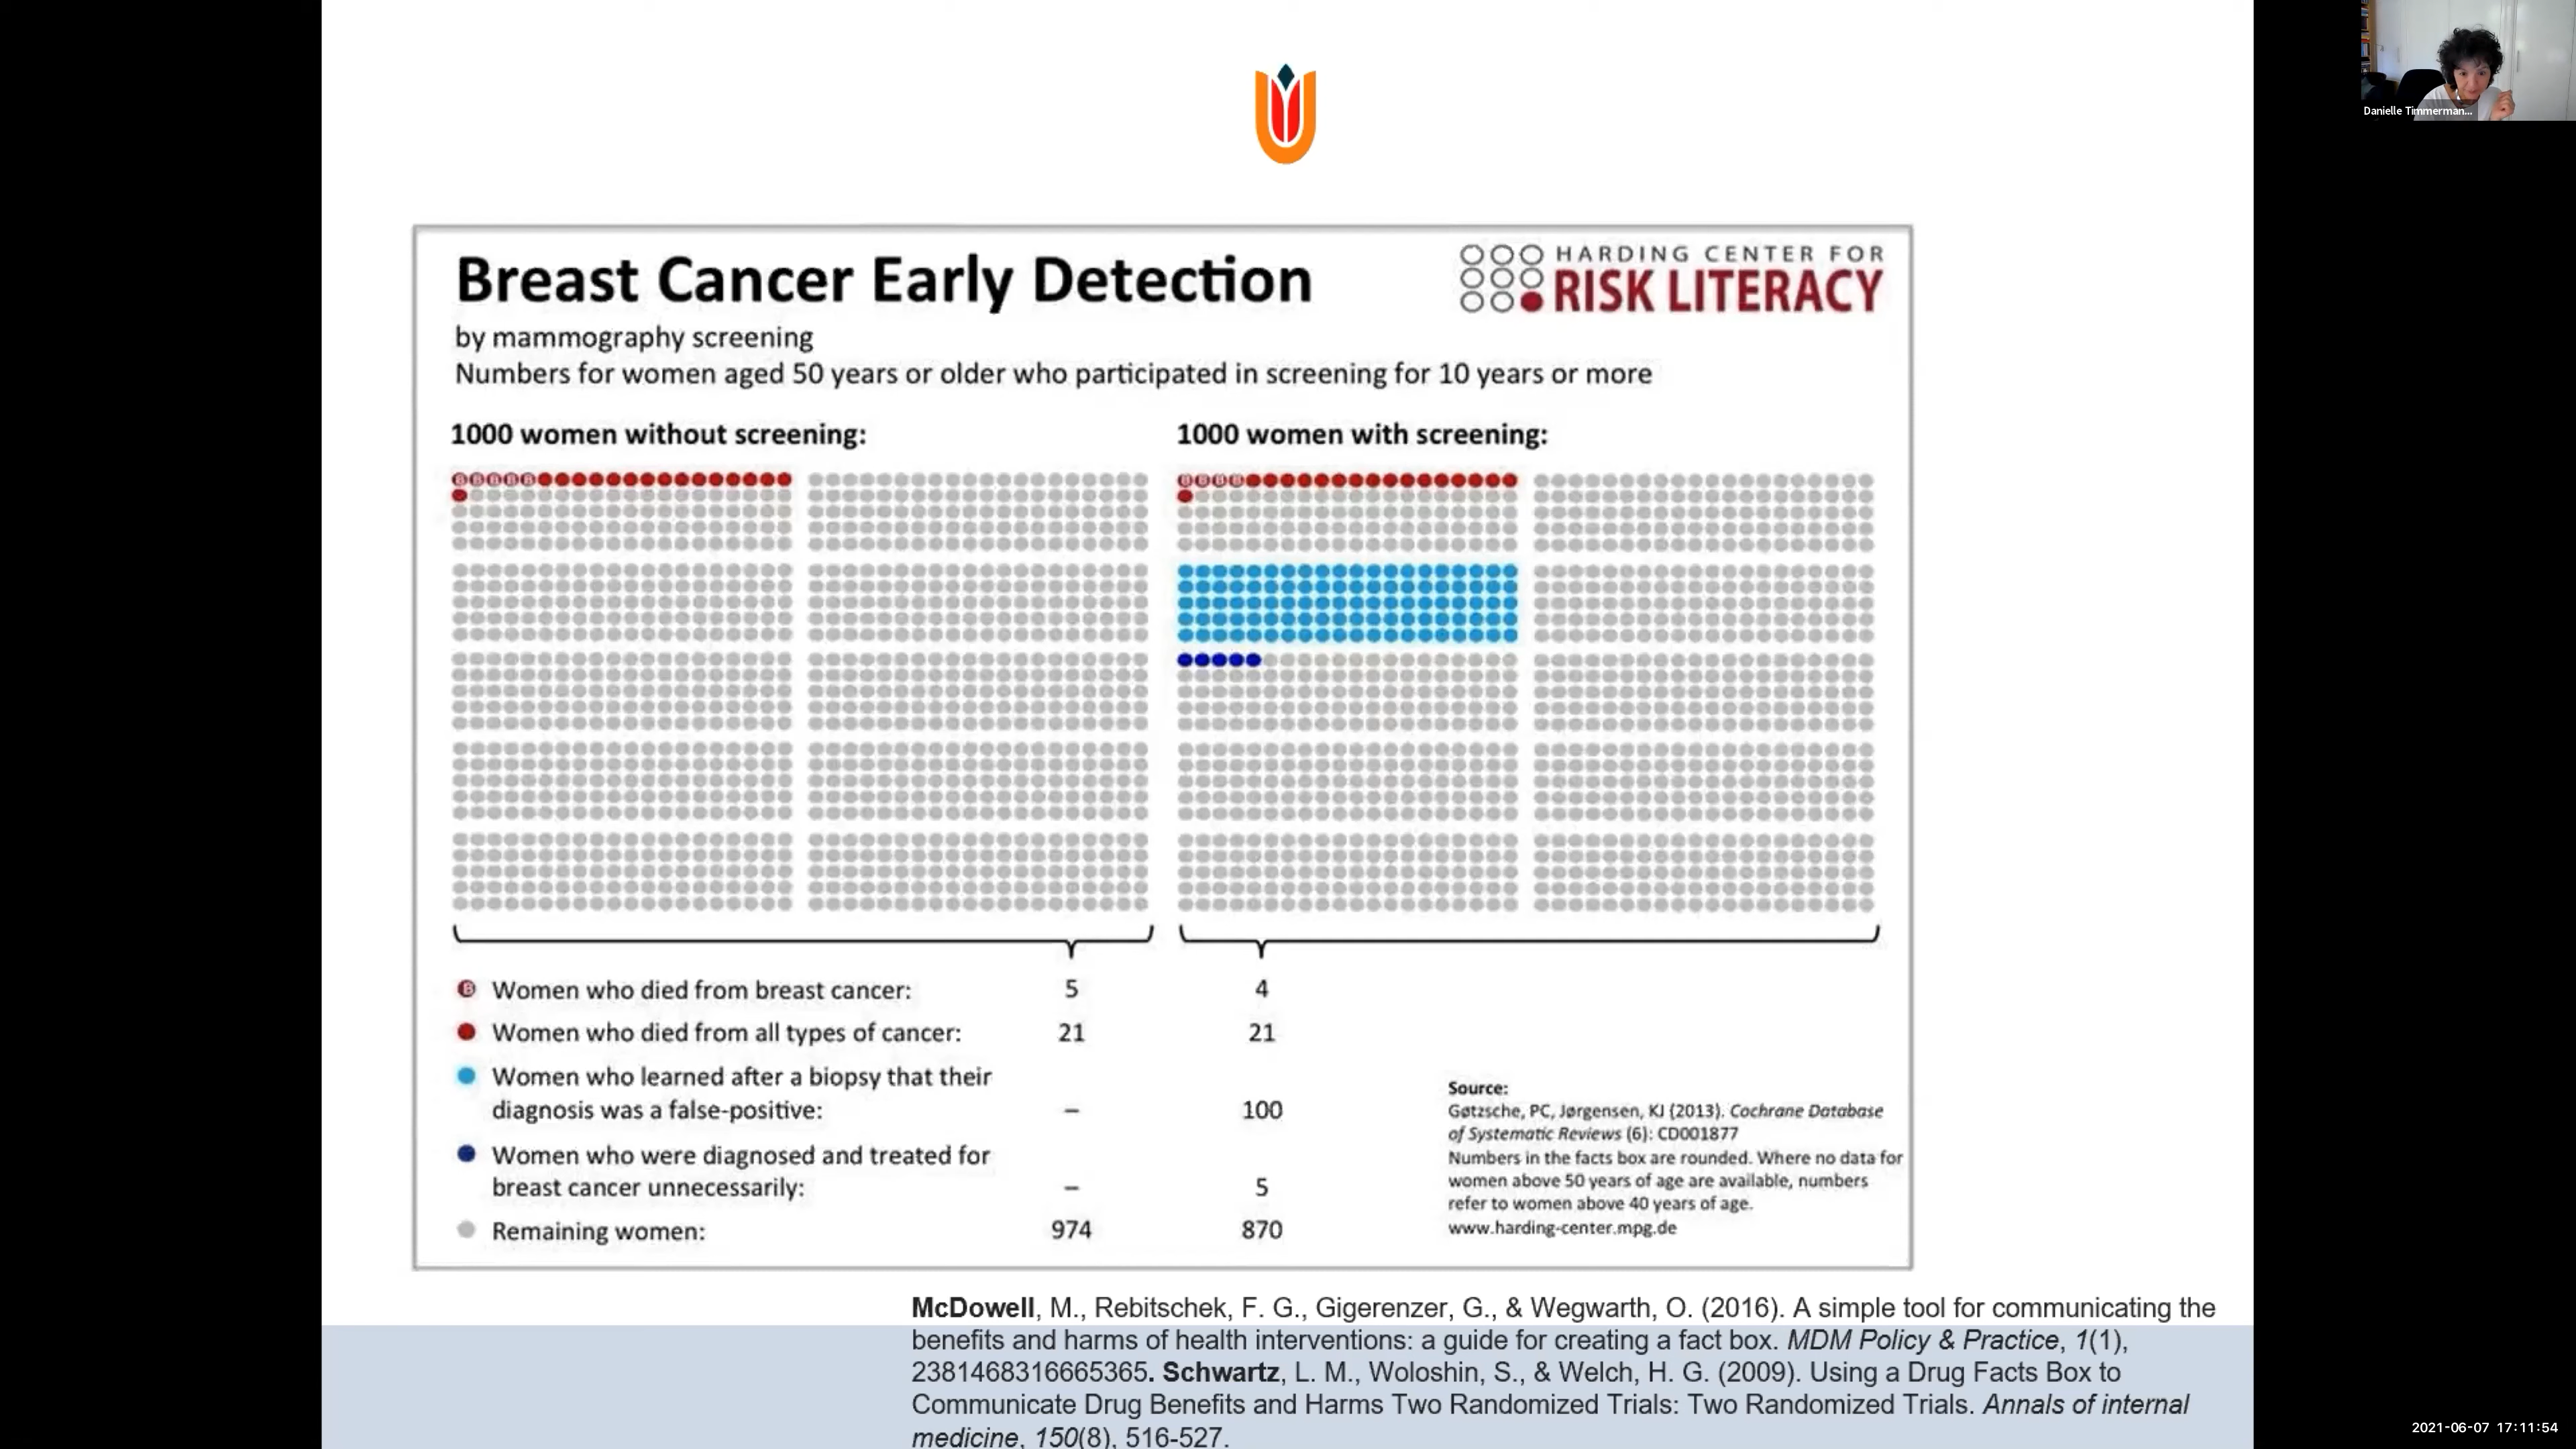 Danielle Timmerman...
Breast Cancer Early Detection
HARDING CENTER FOR
RISK LITERACY
by mammography screening
Numbers for women aged 50 years or older who participated in screening for 10 years or more
1000 women without screening:
1000 women with screening:
B B B B B
B B B B
B Women who died from breast cancer: 5 4
Women who died from all types of cancer: 21 21
Women who learned after a biopsy that their
diagnosis was a false-positive: – 100
Women who were diagnosed and treated for
breast cancer unnecessarily: – 5
Remaining women: 974 870
Source:
Gøtzsche, PC, Jørgensen, KJ (2013). Cochrane Database
of Systematic Reviews (6): CD001877
Numbers in the facts box are rounded. Where no data for
women above 50 years of age are available, numbers
refer to women above 40 years of age.
www.harding-center.mpg.de
McDowell, M., Rebitschek, F. G., Gigerenzer, G., & Wegwarth, O. (2016). A simple tool for communicating the
benefits and harms of health interventions: a guide for creating a fact box. MDM Policy & Practice, 1(1),
2381468316665365. Schwartz, L. M., Woloshin, S., & Welch, H. G. (2009). Using a Drug Facts Box to
Communicate Drug Benefits and Harms Two Randomized Trials: Two Randomized Trials. Annals of internal
medicine, 150(8), 516-527.
2021-06-07 17:11:54